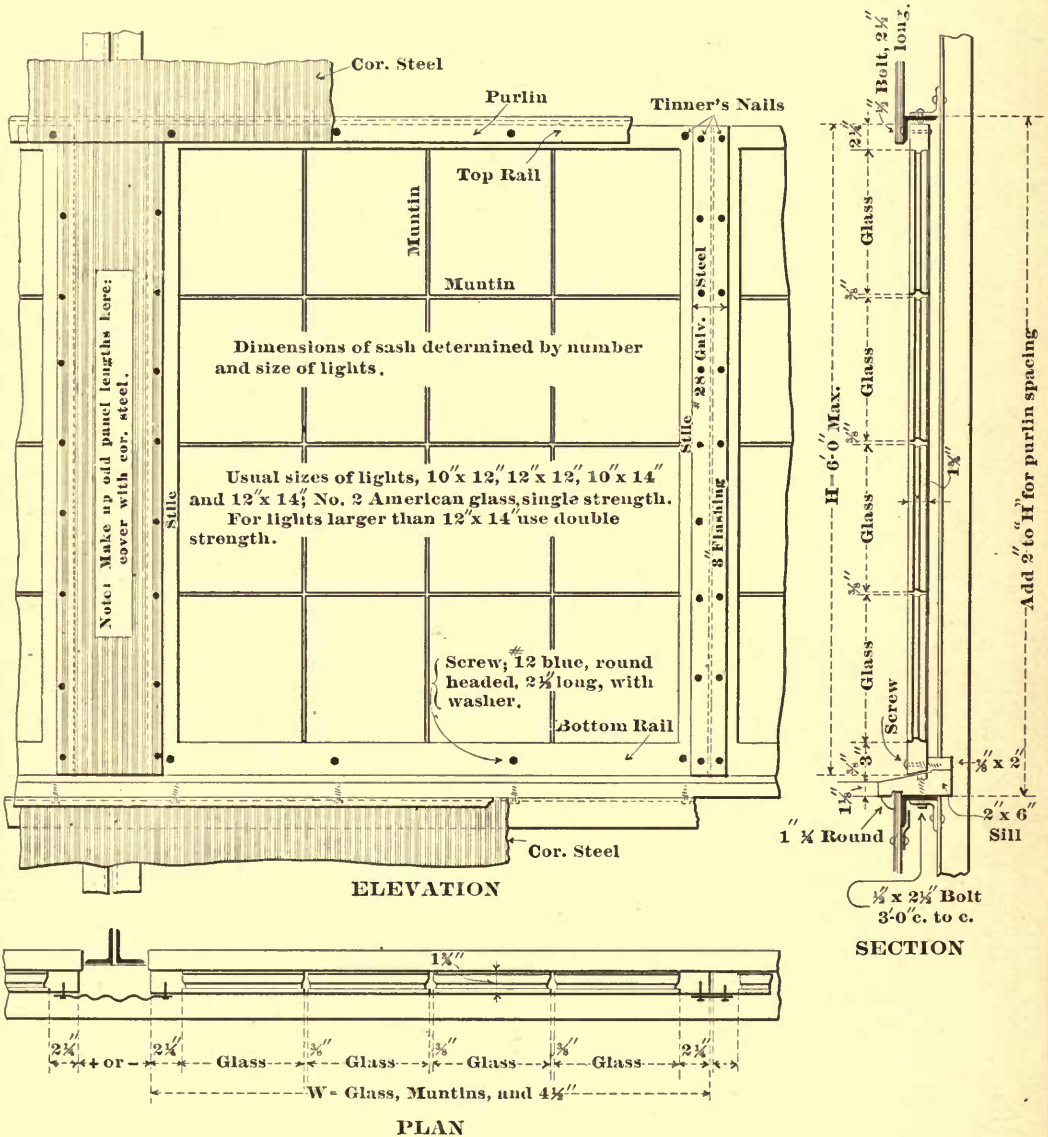 Cor. Steel
Purlin
Tinner's Nails
Top Rail
Muntin
Muntin
Note: Make up odd panel lengths here:
cover with cor. steel.
Stile
Dimensions of sash determined by number
and size of lights.
Usual sizes of lights, 10"x 12", 12"x 12", 10"x 14"
and 12"x 14"; No. 2 American glass, single strength.
For lights larger than 12"x 14" use double
strength.
Stile
3" Flashing #28 Galv. Steel
Screw; #12 blue, round
headed, 2½ long, with
washer.
Bottom Rail
Cor. Steel
ELEVATION
Bolt, 2½"
long.
2¼"
Glass
⅜"
Glass
⅜"
Glass
⅜"
Glass
3
H=6'-0" Max.
1⅜"
Add 2" to "H" for purlin spacing
Screw
⅞" x 2"
1⅛"
1" ¼ Round
2" x 6"
Sill
x 2½" Bolt
3'-0" c. to c.
SECTION
1⅜"
2¼"
+ or -
2¼"
Glass
⅜"
Glass
⅜"
Glass
⅜"
Glass
2¼"
W = Glass, Muntins, and 4½"
PLAN